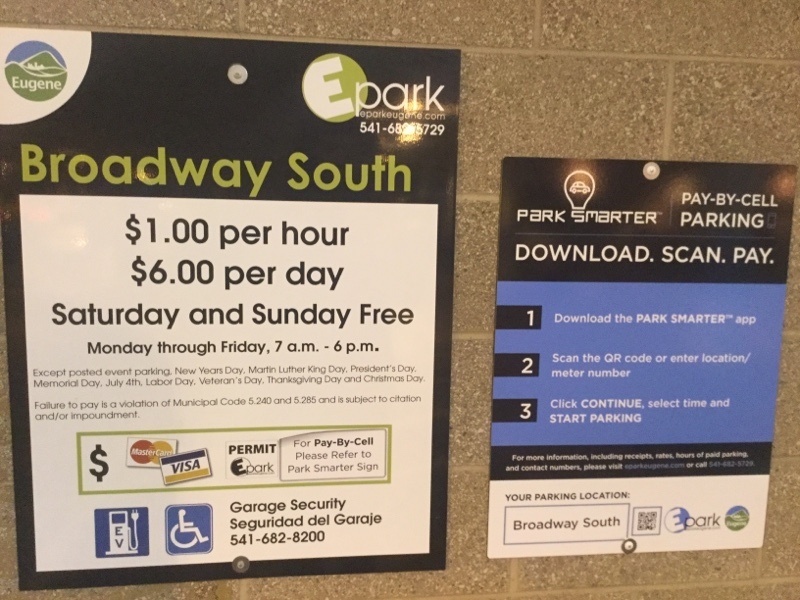 Eugene
Epark
eparkeugene.com
541-682-5729
Broadway South
$1.00 per hour
$6.00 per day
Saturday and Sunday Free
Monday through Friday, 7 a.m. - 6 p.m.
Except posted event parking, New Years Day, Martin Luther King Day, President's Day,
Memorial Day, July 4th, Labor Day, Veteran's Day, Thanksgiving Day and Christmas Day.
Failure to pay is a violation of Municipal Code 5.240 and 5.285 and is subject to citation
and/or impoundment.
$
MasterCard
VISA
PERMIT
Epark
For Pay-By-Cell
Please Refer to
Park Smarter Sign
EV
Garage Security
Seguridad del Garaje
541-682-8200
PARK SMARTER™
PAY-BY-CELL
PARKING
DOWNLOAD. SCAN. PAY.
1 Download the PARK SMARTER™ app
2 Scan the QR code or enter location/
meter number
3 Click CONTINUE, select time and
START PARKING
For more information, including receipts, rates, hours of paid parking,
and contact numbers, please visit eparkeugene.com or call 541-682-5729.
YOUR PARKING LOCATION:
Broadway South
Epark